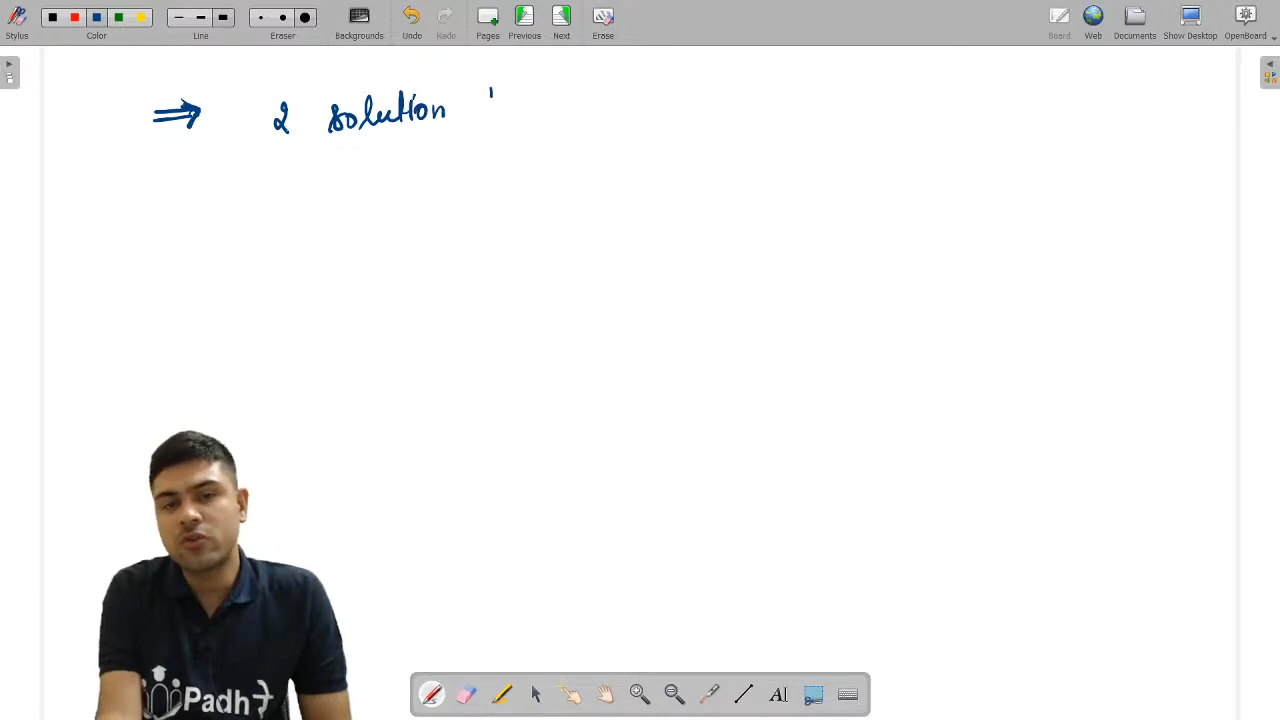 Stylus Color Line Eraser Backgrounds Undo Redo Pages Previous Next Erase Board Web Documents Show Desktop OpenBoard
⇒ 2 solution
Padh
AI